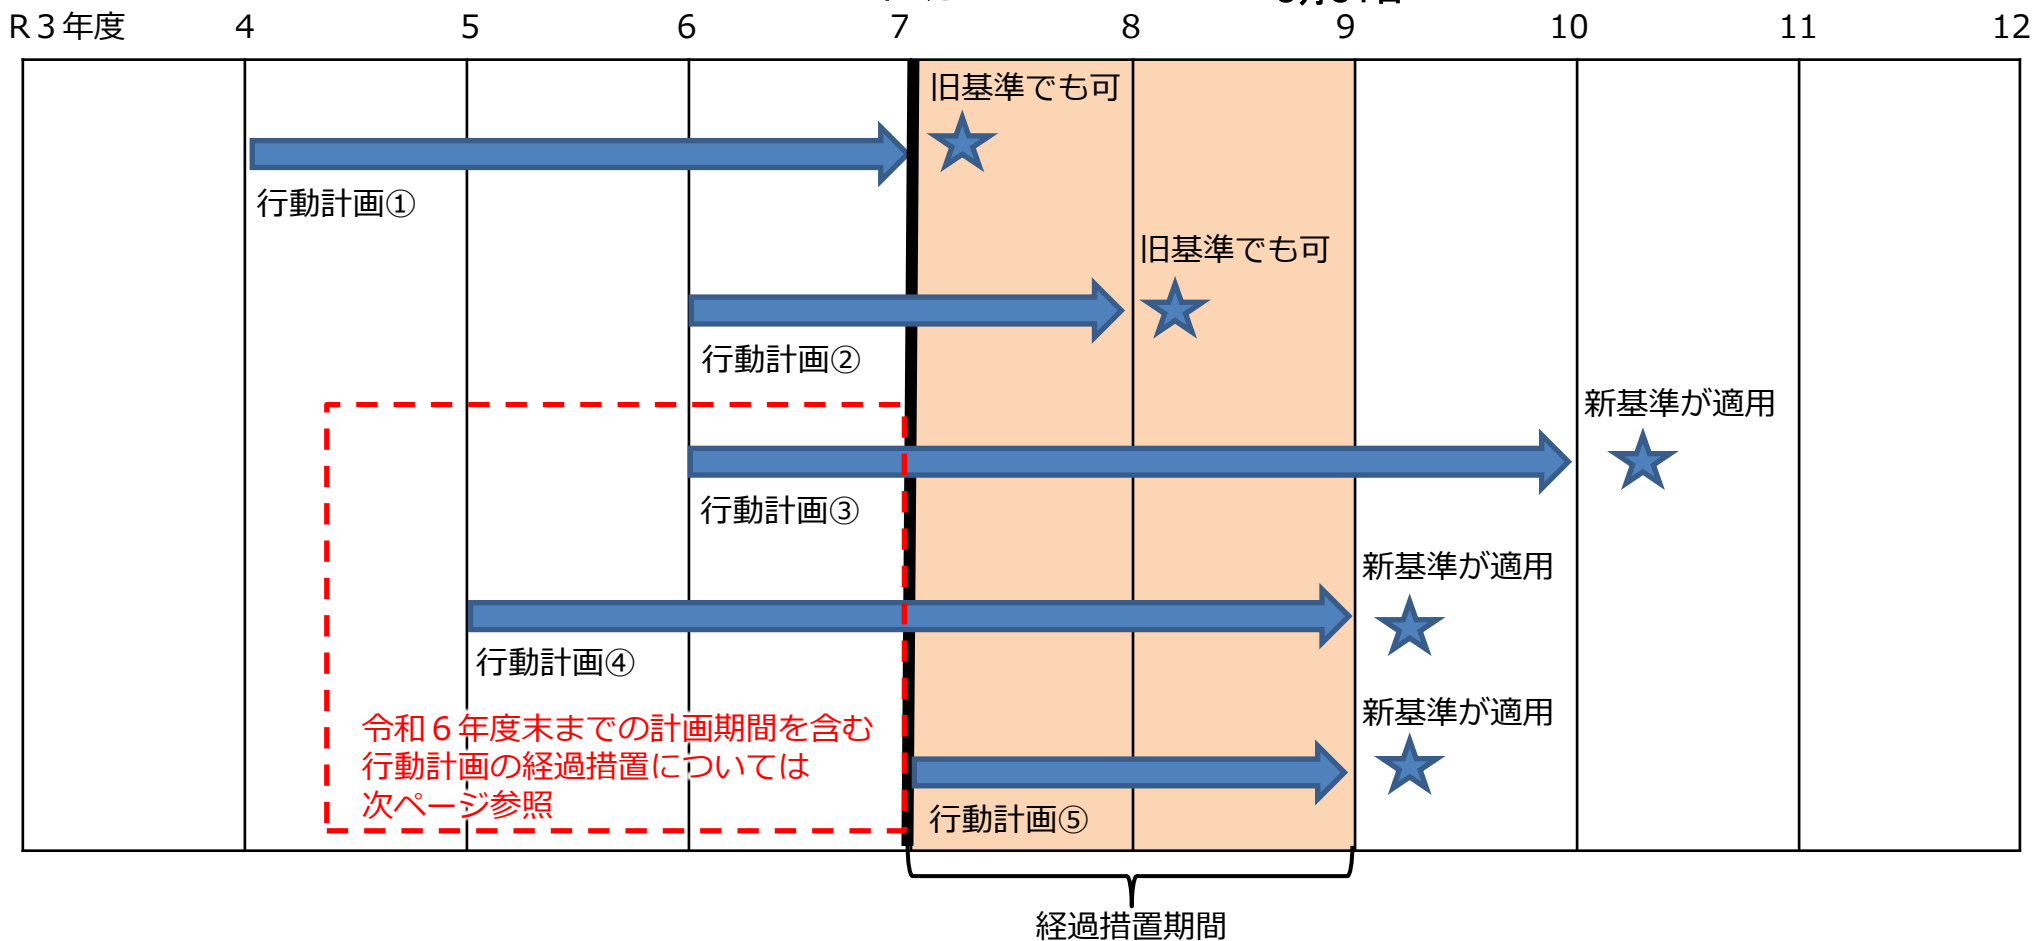 R3年度 4 5 6 7 8 9 10 11 12
旧基準でも可
行動計画①
旧基準でも可
行動計画②
新基準が適用
行動計画③
新基準が適用
行動計画④
新基準が適用
令和6年度末までの計画期間を含む
行動計画の経過措置については
次ページ参照
行動計画⑤
経過措置期間